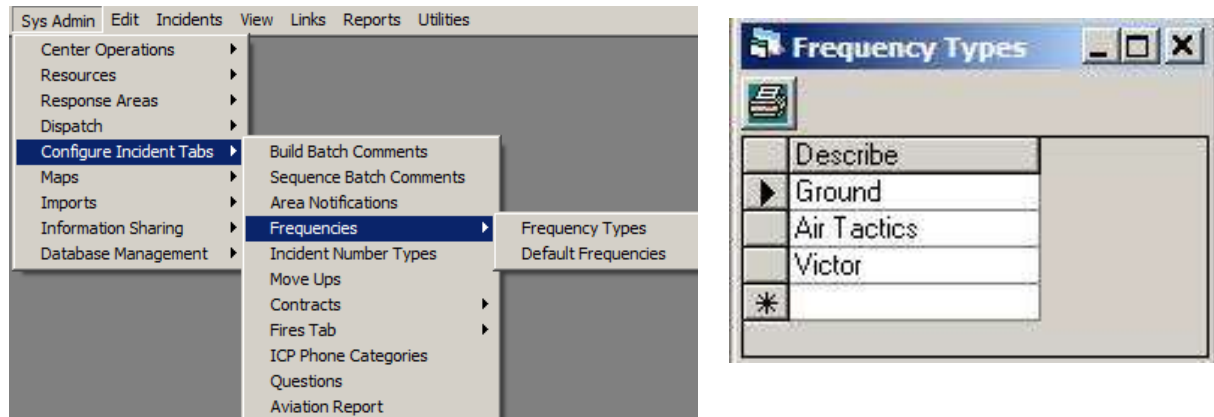 Sys Admin Edit Incidents View Links Reports Utilities
Center Operations
Resources
Response Areas
Dispatch
Configure Incident Tabs
Maps
Imports
Information Sharing
Database Management
Build Batch Comments
Sequence Batch Comments
Area Notifications
Frequencies
Incident Number Types
Move Ups
Contracts
Fires Tab
ICP Phone Categories
Questions
Aviation Report
Frequency Types
Default Frequencies
Frequency Types
Describe
Ground
Air Tactics
Victor